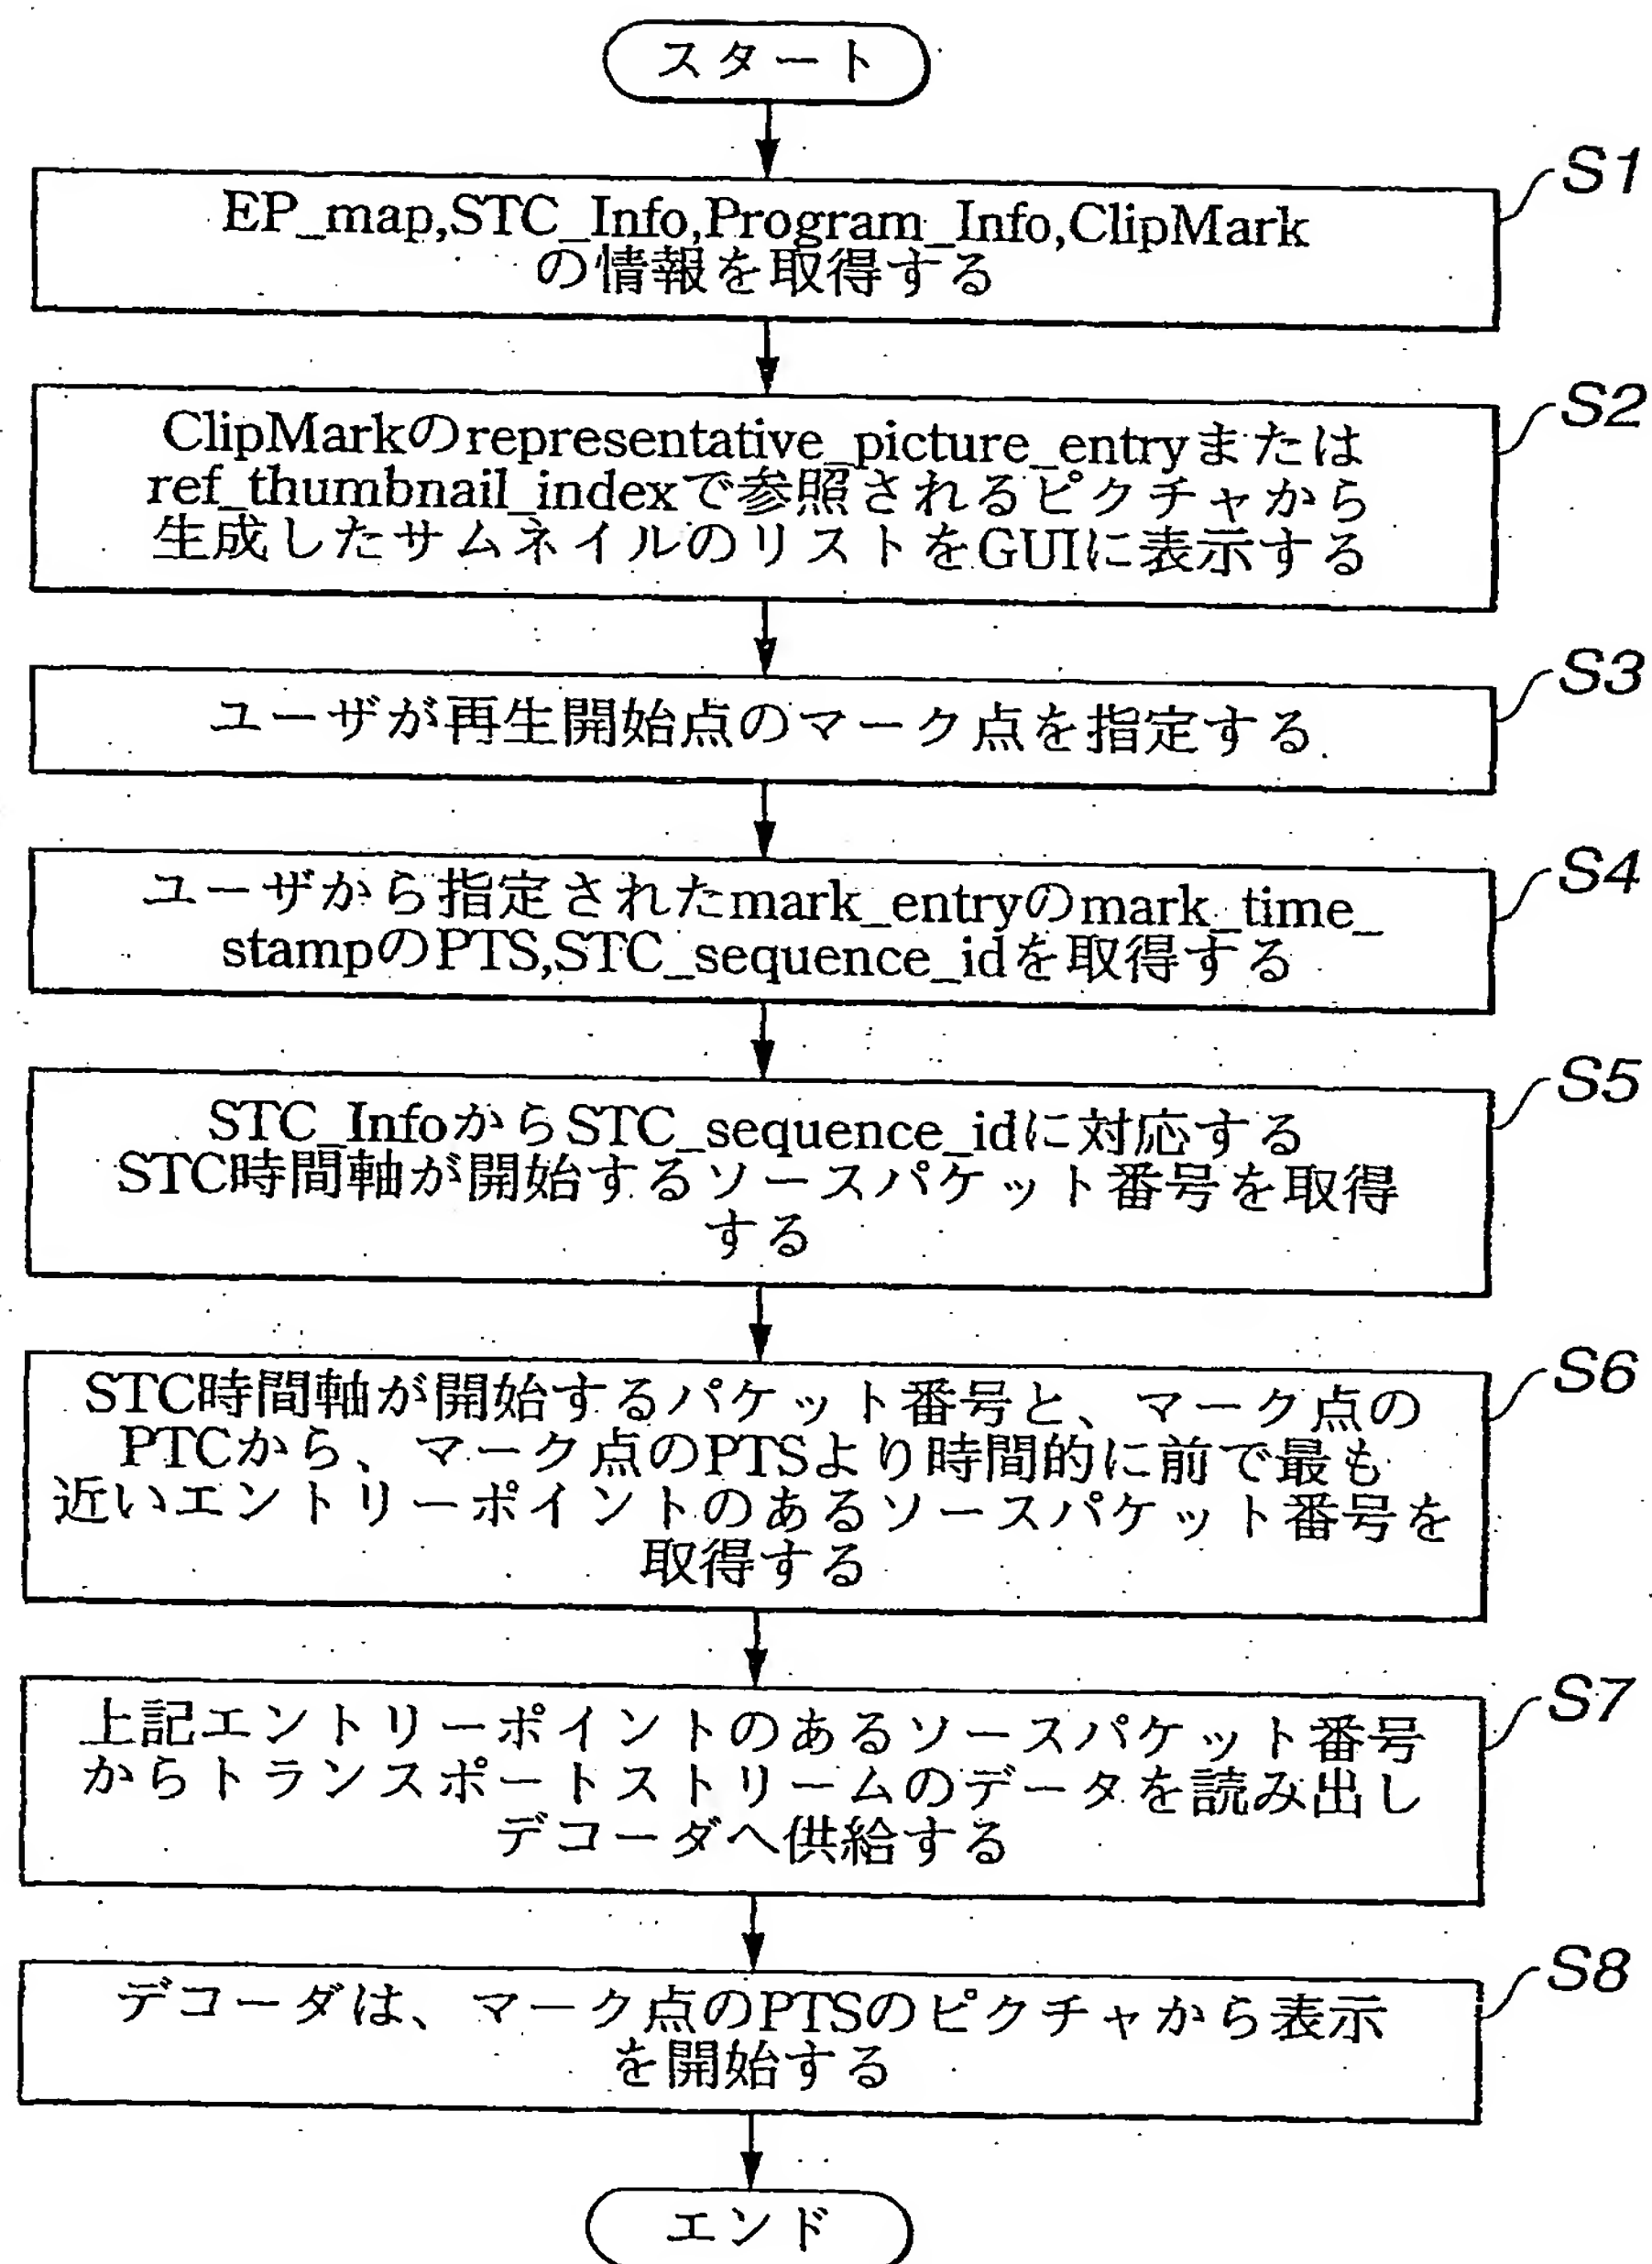 スタート
S1
EP_map,STC_Info,Program_Info,ClipMark
の情報を取得する
S2
ClipMarkのrepresentative_picture_entryまたは
ref_thumbnail_indexで参照されるピクチャから
生成したサムネイルのリストをGUIに表示する
S3
ユーザが再生開始点のマーク点を指定する
S4
ユーザから指定されたmark_entryのmark_time_
stampのPTS,STC_sequence_idを取得する
S5
STC_InfoからSTC_sequence_idに対応する
STC時間軸が開始するソースパケット番号を取得
する
S6
STC時間軸が開始するパケット番号と、マーク点の
PTCから、マーク点のPTSより時間的に前で最も
近いエントリーポイントのあるソースパケット番号を
取得する
S7
上記エントリーポイントのあるソースパケット番号
からトランスポートストリームのデータを読み出し
デコーダへ供給する
S8
デコーダは、マーク点のPTSのピクチャから表示
を開始する
エンド